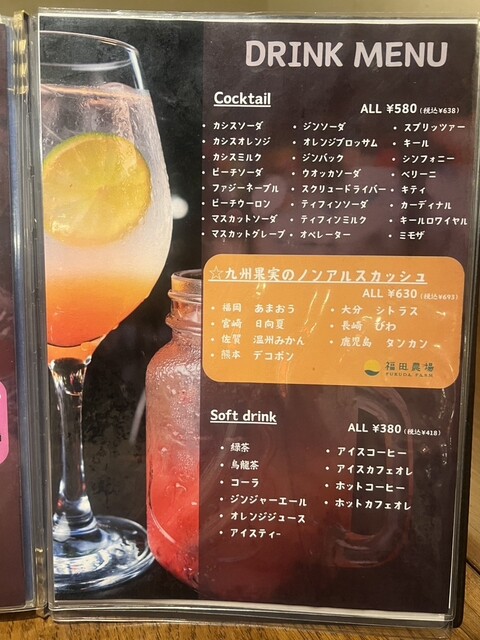 DRINK MENU
Cocktail
ALL ¥580(税込¥638)
・カシスソーダ
・カシスオレンジ
・カシスミルク
・ピーチソーダ
・ファジーネーブル
・ピーチウーロン
・マスカットソーダ
・マスカットグレープ
・ジンソーダ
・オレンジブロッサム
・ジンバック
・ウオッカソーダ
・スクリュードライバー
・ティフィンソーダ
・ティフィンミルク
・オペレーター
・スプリッツァー
・キール
・シンフォニー
・ベリーニ
・キティ
・カーディナル
・キールロワイヤル
・ミモザ
☆九州果実のノンアルスカッシュ
ALL ¥630(税込¥693)
・福岡 あまおう
・宮崎 日向夏
・佐賀 温州みかん
・熊本 デコポン
・大分 シトラス
・長崎 びわ
・鹿児島 タンカン
福田農場
FUKUDA FARM
Soft drink
ALL ¥380(税込¥418)
・緑茶
・烏龍茶
・コーラ
・ジンジャーエール
・オレンジジュース
・アイスティー
・アイスコーヒー
・アイスカフェオレ
・ホットコーヒー
・ホットカフェオレ